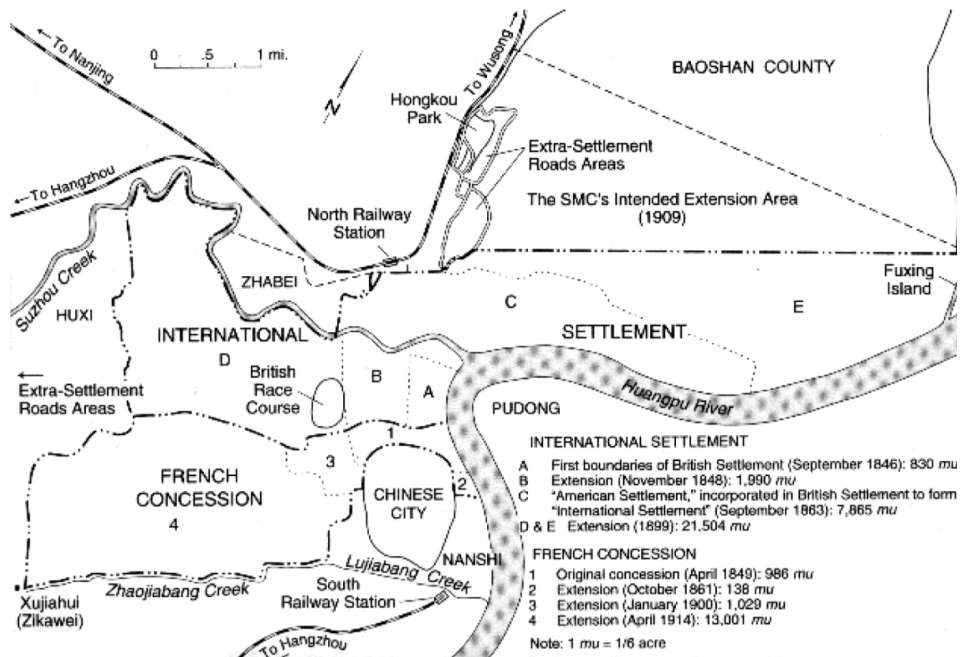 To Nanjing
0 .5 1 mi.
N
To Wusong
BAOSHAN COUNTY
Hongkou
Park
Extra-Settlement
Roads Areas
To Hangzhou
North Railway
Station
The SMC's Intended Extension Area
(1909)
Suzhou Creek
ZHABEI
Fuxing
Island
HUXI
INTERNATIONAL
C
SETTLEMENT
E
D
British
Race
Course
B
A
Extra-Settlement
Roads Areas
Huangpu River
PUDONG
1
3
FRENCH
CONCESSION
4
CHINESE
CITY
2
NANSHI
Lujiabang Creek
Zhaojiabang Creek
South
Railway Station
Xujiahui
(Zikawei)
To Hangzhou
INTERNATIONAL SETTLEMENT
A First boundaries of British Settlement (September 1846): 830 mu
B Extension (November 1848): 1,990 mu
C "American Settlement," incorporated in British Settlement to form
"International Settlement" (September 1863): 7,865 mu
D & E Extension (1899): 21,504 mu
FRENCH CONCESSION
1 Original concession (April 1849): 986 mu
2 Extension (October 1861): 138 mu
3 Extension (January 1900): 1,029 mu
4 Extension (April 1914): 13,001 mu
Note: 1 mu = 1/6 acre